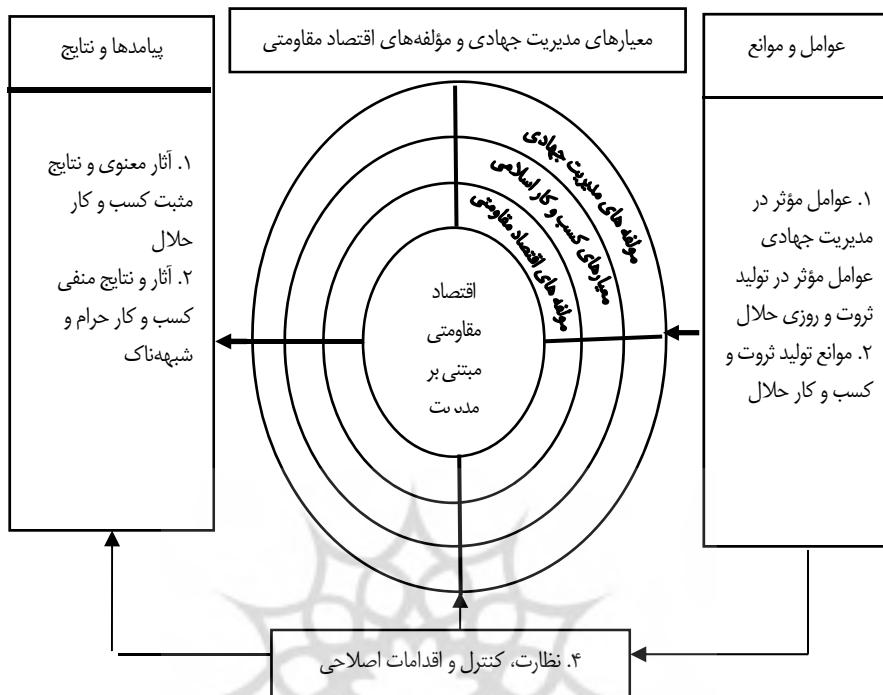 معیارهای مدیریت جهادی و مؤلفه‌های اقتصاد مقاومتی
عوامل و موانع
۱. عوامل مؤثر در
مدیریت جهادی
عوامل مؤثر در تولید
ثروت و روزی حلال
۲. موانع تولید ثروت و
کسب و کار حلال
مولفه های مدیریت جهادی
معیارهای کسب و کار اسلامی
مولفه های اقتصاد مقاومتی
اقتصاد
مقاومتی
مبتنی بر
مدیریت
پیامدها و نتایج
۱. آثار معنوی و نتایج
مثبت کسب و کار
حلال
۲. آثار و نتایج منفی
کسب و کار حرام و
شبهه‌ناک
۴. نظارت، کنترل و اقدامات اصلاحی